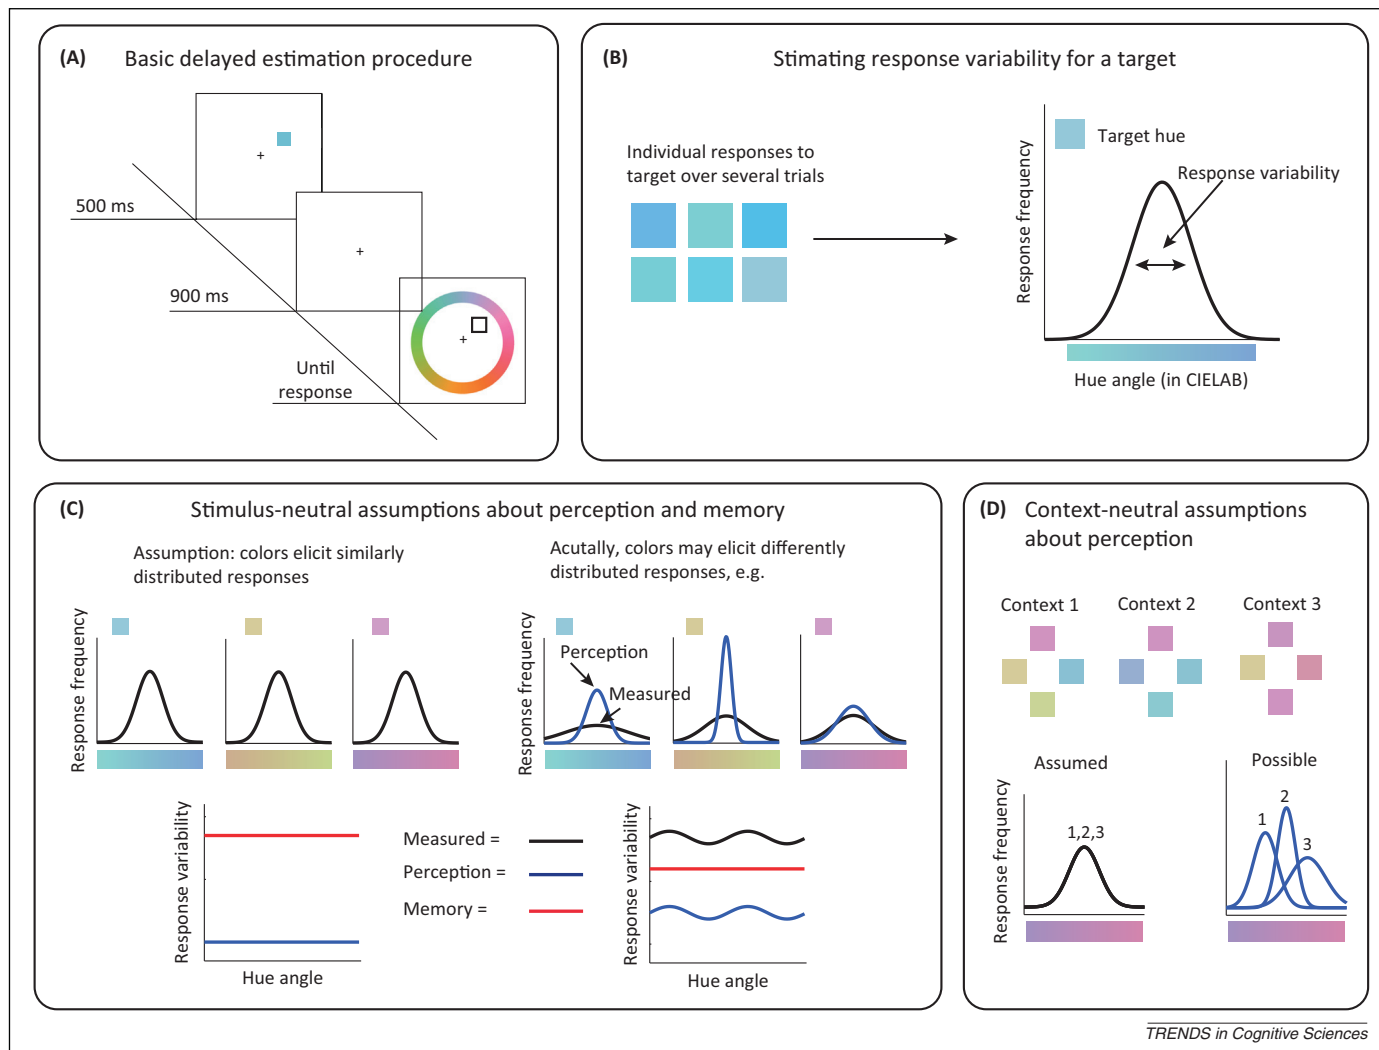 (A) Basic delayed estimation procedure
500 ms
900 ms
Until
response
(B) Stimating response variability for a target
Individual responses to
target over several trials
Response frequency
Target hue
Response variability
Hue angle (in CIELAB)
(C) Stimulus-neutral assumptions about perception and memory
Assumption: colors elicit similarly
distributed responses
Response frequency
Acutally, colors may elicit differently
distributed responses, e.g.
Response frequency
Perception
Measured
Response variability
Hue angle
Measured =
Perception =
Memory =
Response variability
Hue angle
(D) Context-neutral assumptions
about perception
Context 1
Context 2
Context 3
Assumed
Response frequency
1,2,3
Possible
1
2
3
TRENDS in Cognitive Sciences